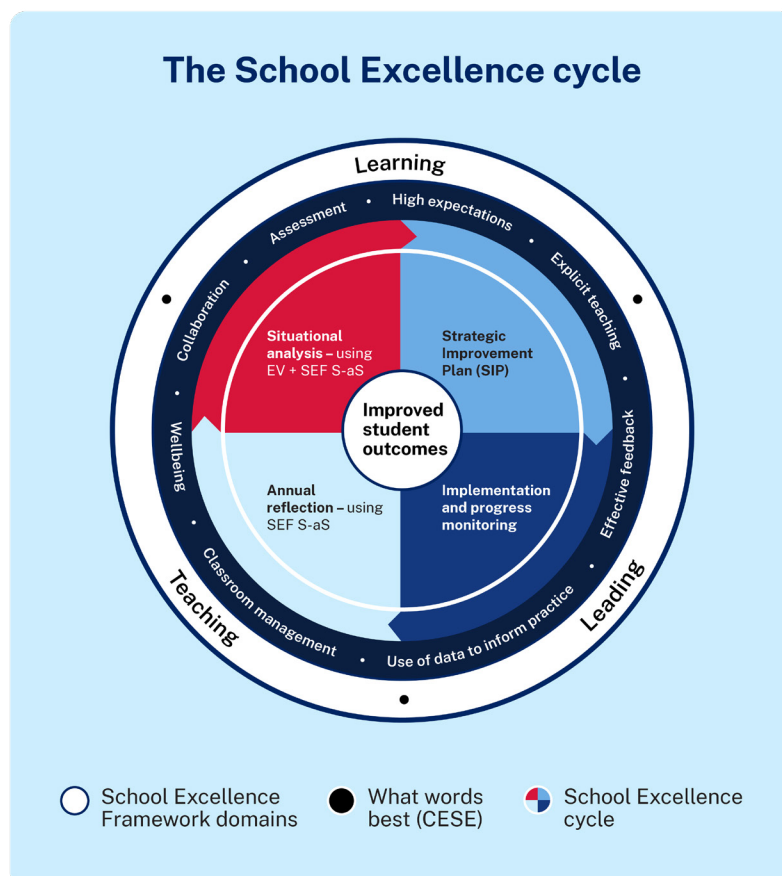 The School Excellence cycle
Learning
Leading
Teaching
High expectations
Explicit teaching
Effective feedback
Use of data to inform practice
Classroom management
Wellbeing
Collaboration
Assessment
Situational
analysis – using
EV + SEF S-aS
Strategic
Improvement
Plan (SIP)
Improved
student
outcomes
Annual
reflection – using
SEF S-aS
Implementation
and progress
monitoring
School Excellence
Framework domains
What words
best (CESE)
School Excellence
cycle